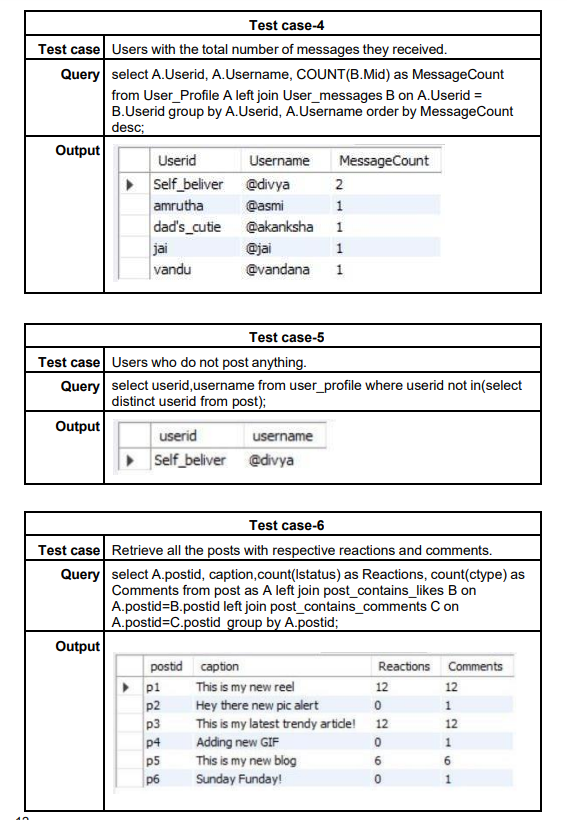 Test case-4
Test case Users with the total number of messages they received.
Query select A.Userid, A.Username, COUNT(B.Mid) as MessageCount
from User_Profile A left join User_messages B on A.Userid =
B.Userid group by A.Userid, A.Username order by MessageCount
desc;
Output
Userid Username MessageCount
Self_beliver @divya 2
amrutha @asmi 1
dad's_cutie @akanksha 1
jai @jai 1
vandu @vandana 1
Test case-5
Test case Users who do not post anything.
Query select userid,username from user_profile where userid not in(select
distinct userid from post);
Output
userid username
Self_beliver @divya
Test case-6
Test case Retrieve all the posts with respective reactions and comments.
Query select A.postid, caption,count(lstatus) as Reactions, count(ctype) as
Comments from post as A left join post_contains_likes B on
A.postid=B.postid left join post_contains_comments C on
A.postid=C.postid group by A.postid;
Output
postid caption Reactions Comments
p1 This is my new reel 12 12
p2 Hey there new pic alert 0 1
p3 This is my latest trendy article! 12 12
p4 Adding new GIF 0 1
p5 This is my new blog 6 6
p6 Sunday Funday! 0 1